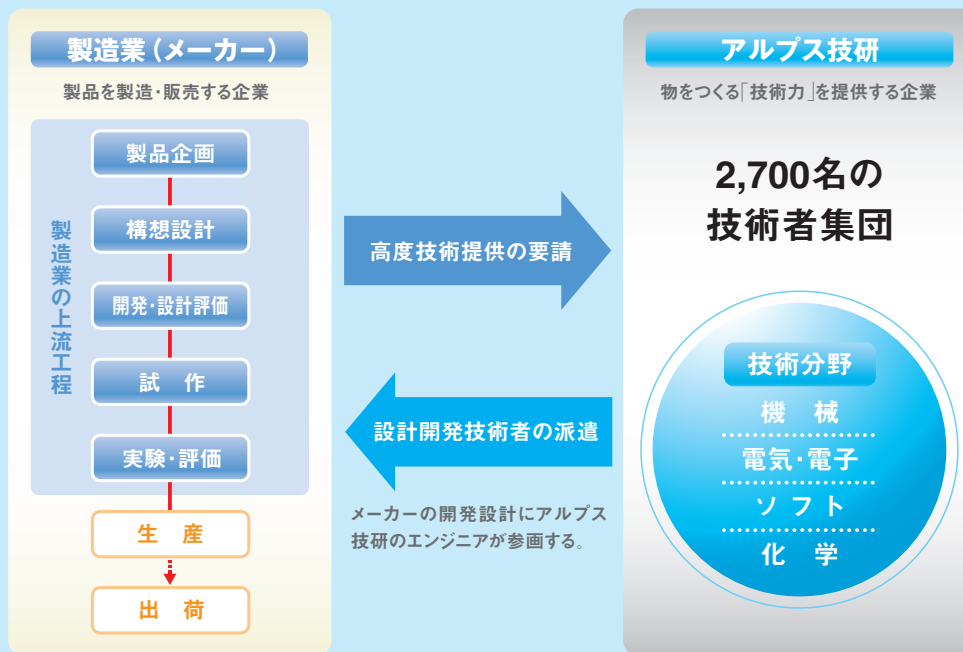 製造業（メーカー）
製品を製造・販売する企業
製造業の上流工程
製品企画
構想設計
開発・設計評価
試　作
実験・評価
生　産
出　荷
高度技術提供の要請
設計開発技術者の派遣
メーカーの開発設計にアルプス
技研のエンジニアが参画する。
アルプス技研
物をつくる「技術力」を提供する企業
2,700名の
技術者集団
技術分野
機　械
電気・電子
ソフト
化　学